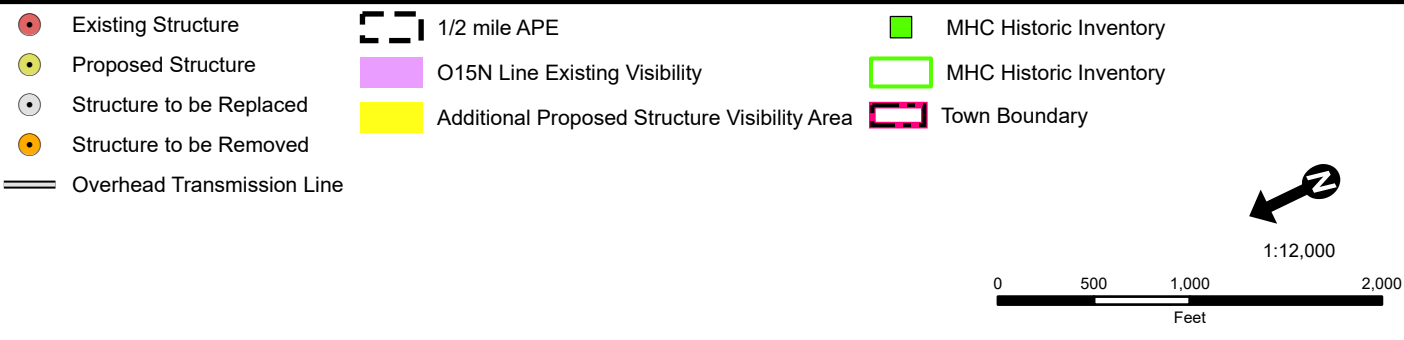 Existing Structure
Proposed Structure
Structure to be Replaced
Structure to be Removed
Overhead Transmission Line
1/2 mile APE
O15N Line Existing Visibility
Additional Proposed Structure Visibility Area
MHC Historic Inventory
MHC Historic Inventory
Town Boundary
N
1:12,000
0 500 1,000 2,000
Feet